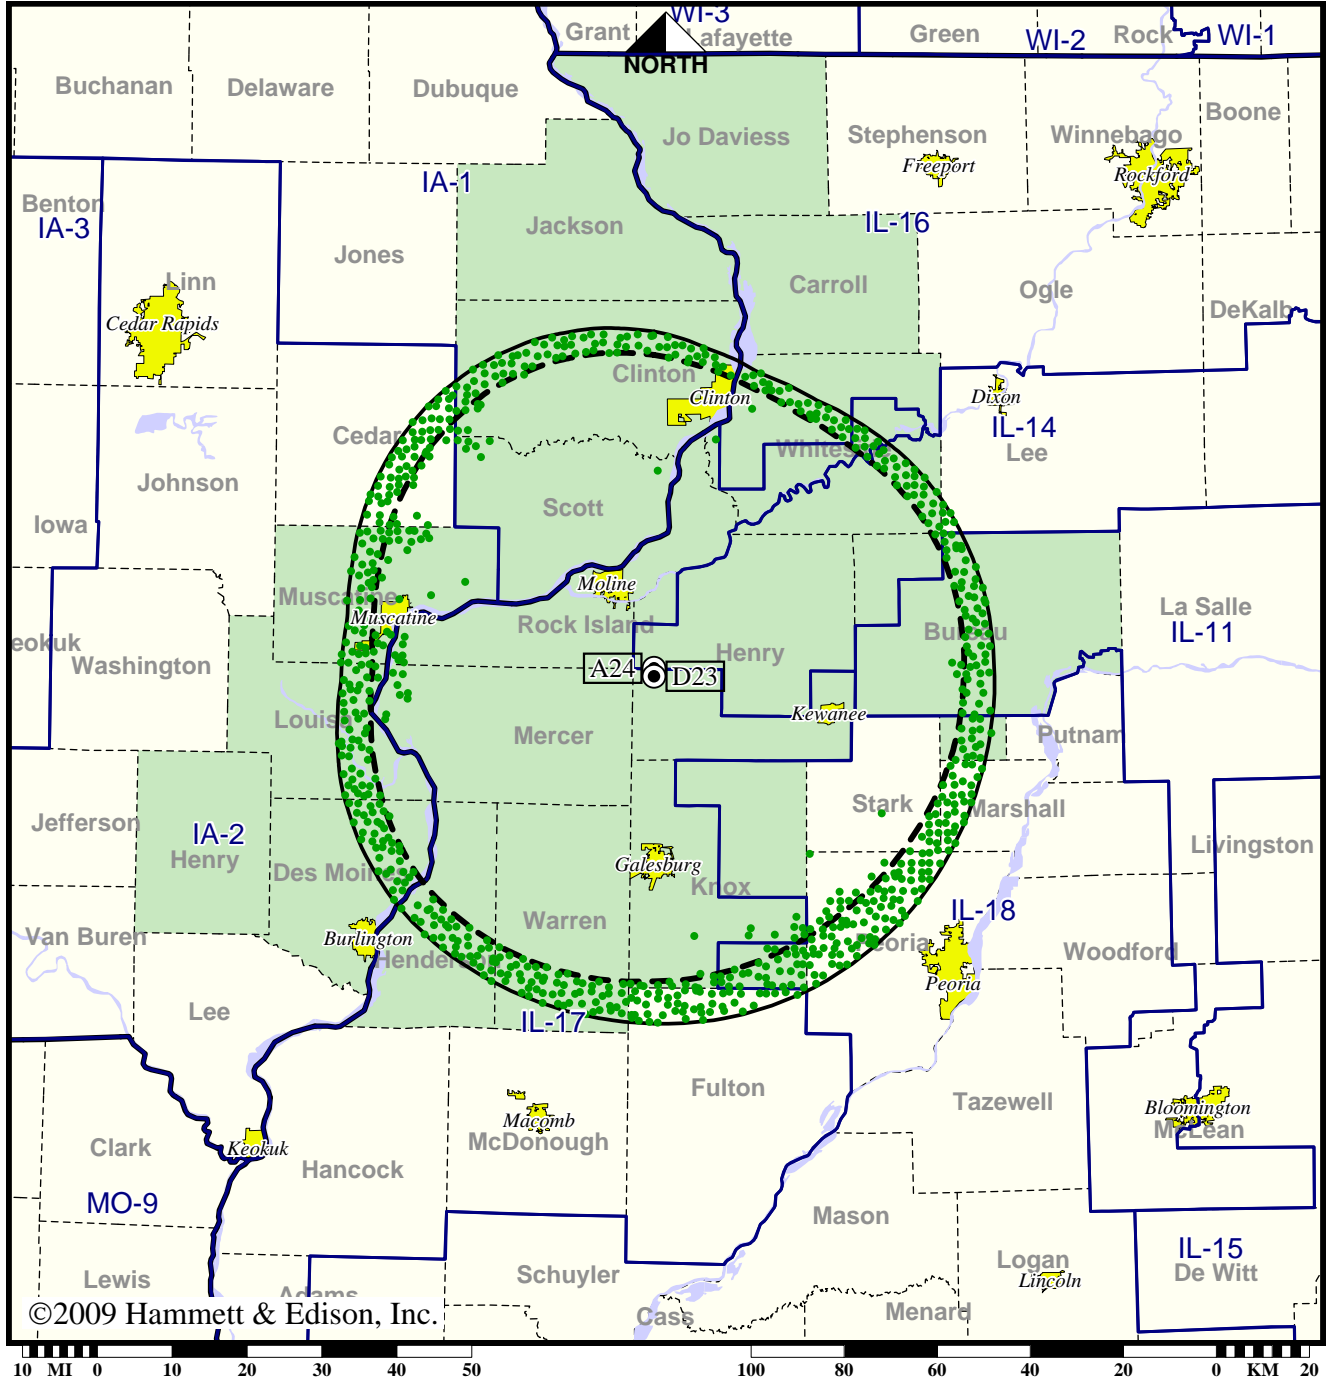 WI-3
Grant
Lafayette
Green
WI-2
Rock
WI-1
NORTH
Buchanan
Delaware
Dubuque
Boone
Jo Daviess
Stephenson
Winnebago
Freeport
Rockford
IA-1
Benton
IA-3
Jackson
IL-16
Jones
Linn
Carroll
Ogle
DeKalb
Cedar Rapids
Clinton
Clinton
Dixon
IL-14
Cedar
Whites
Lee
Johnson
Scott
Iowa
Moline
Muscatine
Muscatine
Rock Island
La Salle
IL-11
eokuk
Washington
Henry
Bureau
A24
D23
Louisa
Mercer
Kewanee
Putnam
Stark
Marshall
Jefferson
IA-2
Henry
Des Moines
Galesburg
Knox
Livingston
Warren
IL-18
Van Buren
Burlington
Henderson
Peoria
Woodford
Peoria
Lee
IL-17
Fulton
Tazewell
Macomb
McDonough
Bloomington
McLean
Clark
Keokuk
Hancock
MO-9
Mason
Lewis
Adams
Schuyler
Logan
Lincoln
IL-15
De Witt
Cass
Menard
©2009 Hammett & Edison, Inc.
10 MI 0 10 20 30 40 50
100 80 60 40 20 0 KM 20